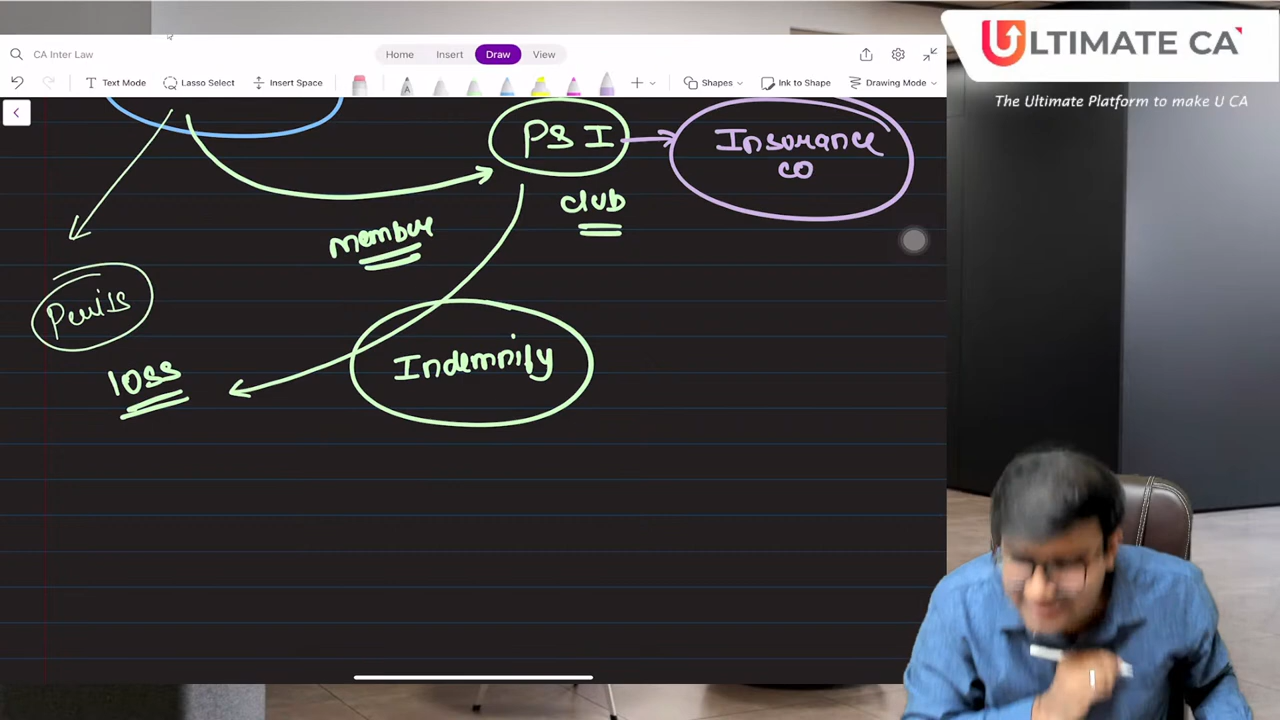 CA Inter Law
Home Insert Draw View
Text Mode Lasso Select Insert Space Shapes Ink to Shape Drawing Mode
ULTIMATE CA
The Ultimate Platform to make U CA
P&I
Insurance
co
club
member
Perils
Indemnify
loss